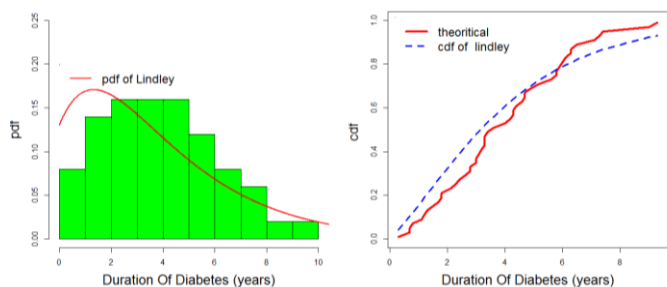 0.25
0.20
0.15
0.10
0.05
0.00
pdf
pdf of Lindley
0 2 4 6 8 10
Duration Of Diabetes (years)
1.0
0.8
0.6
0.4
0.2
0.0
cdf
theoritical
cdf of lindley
0 2 4 6 8
Duration Of Diabetes (years)